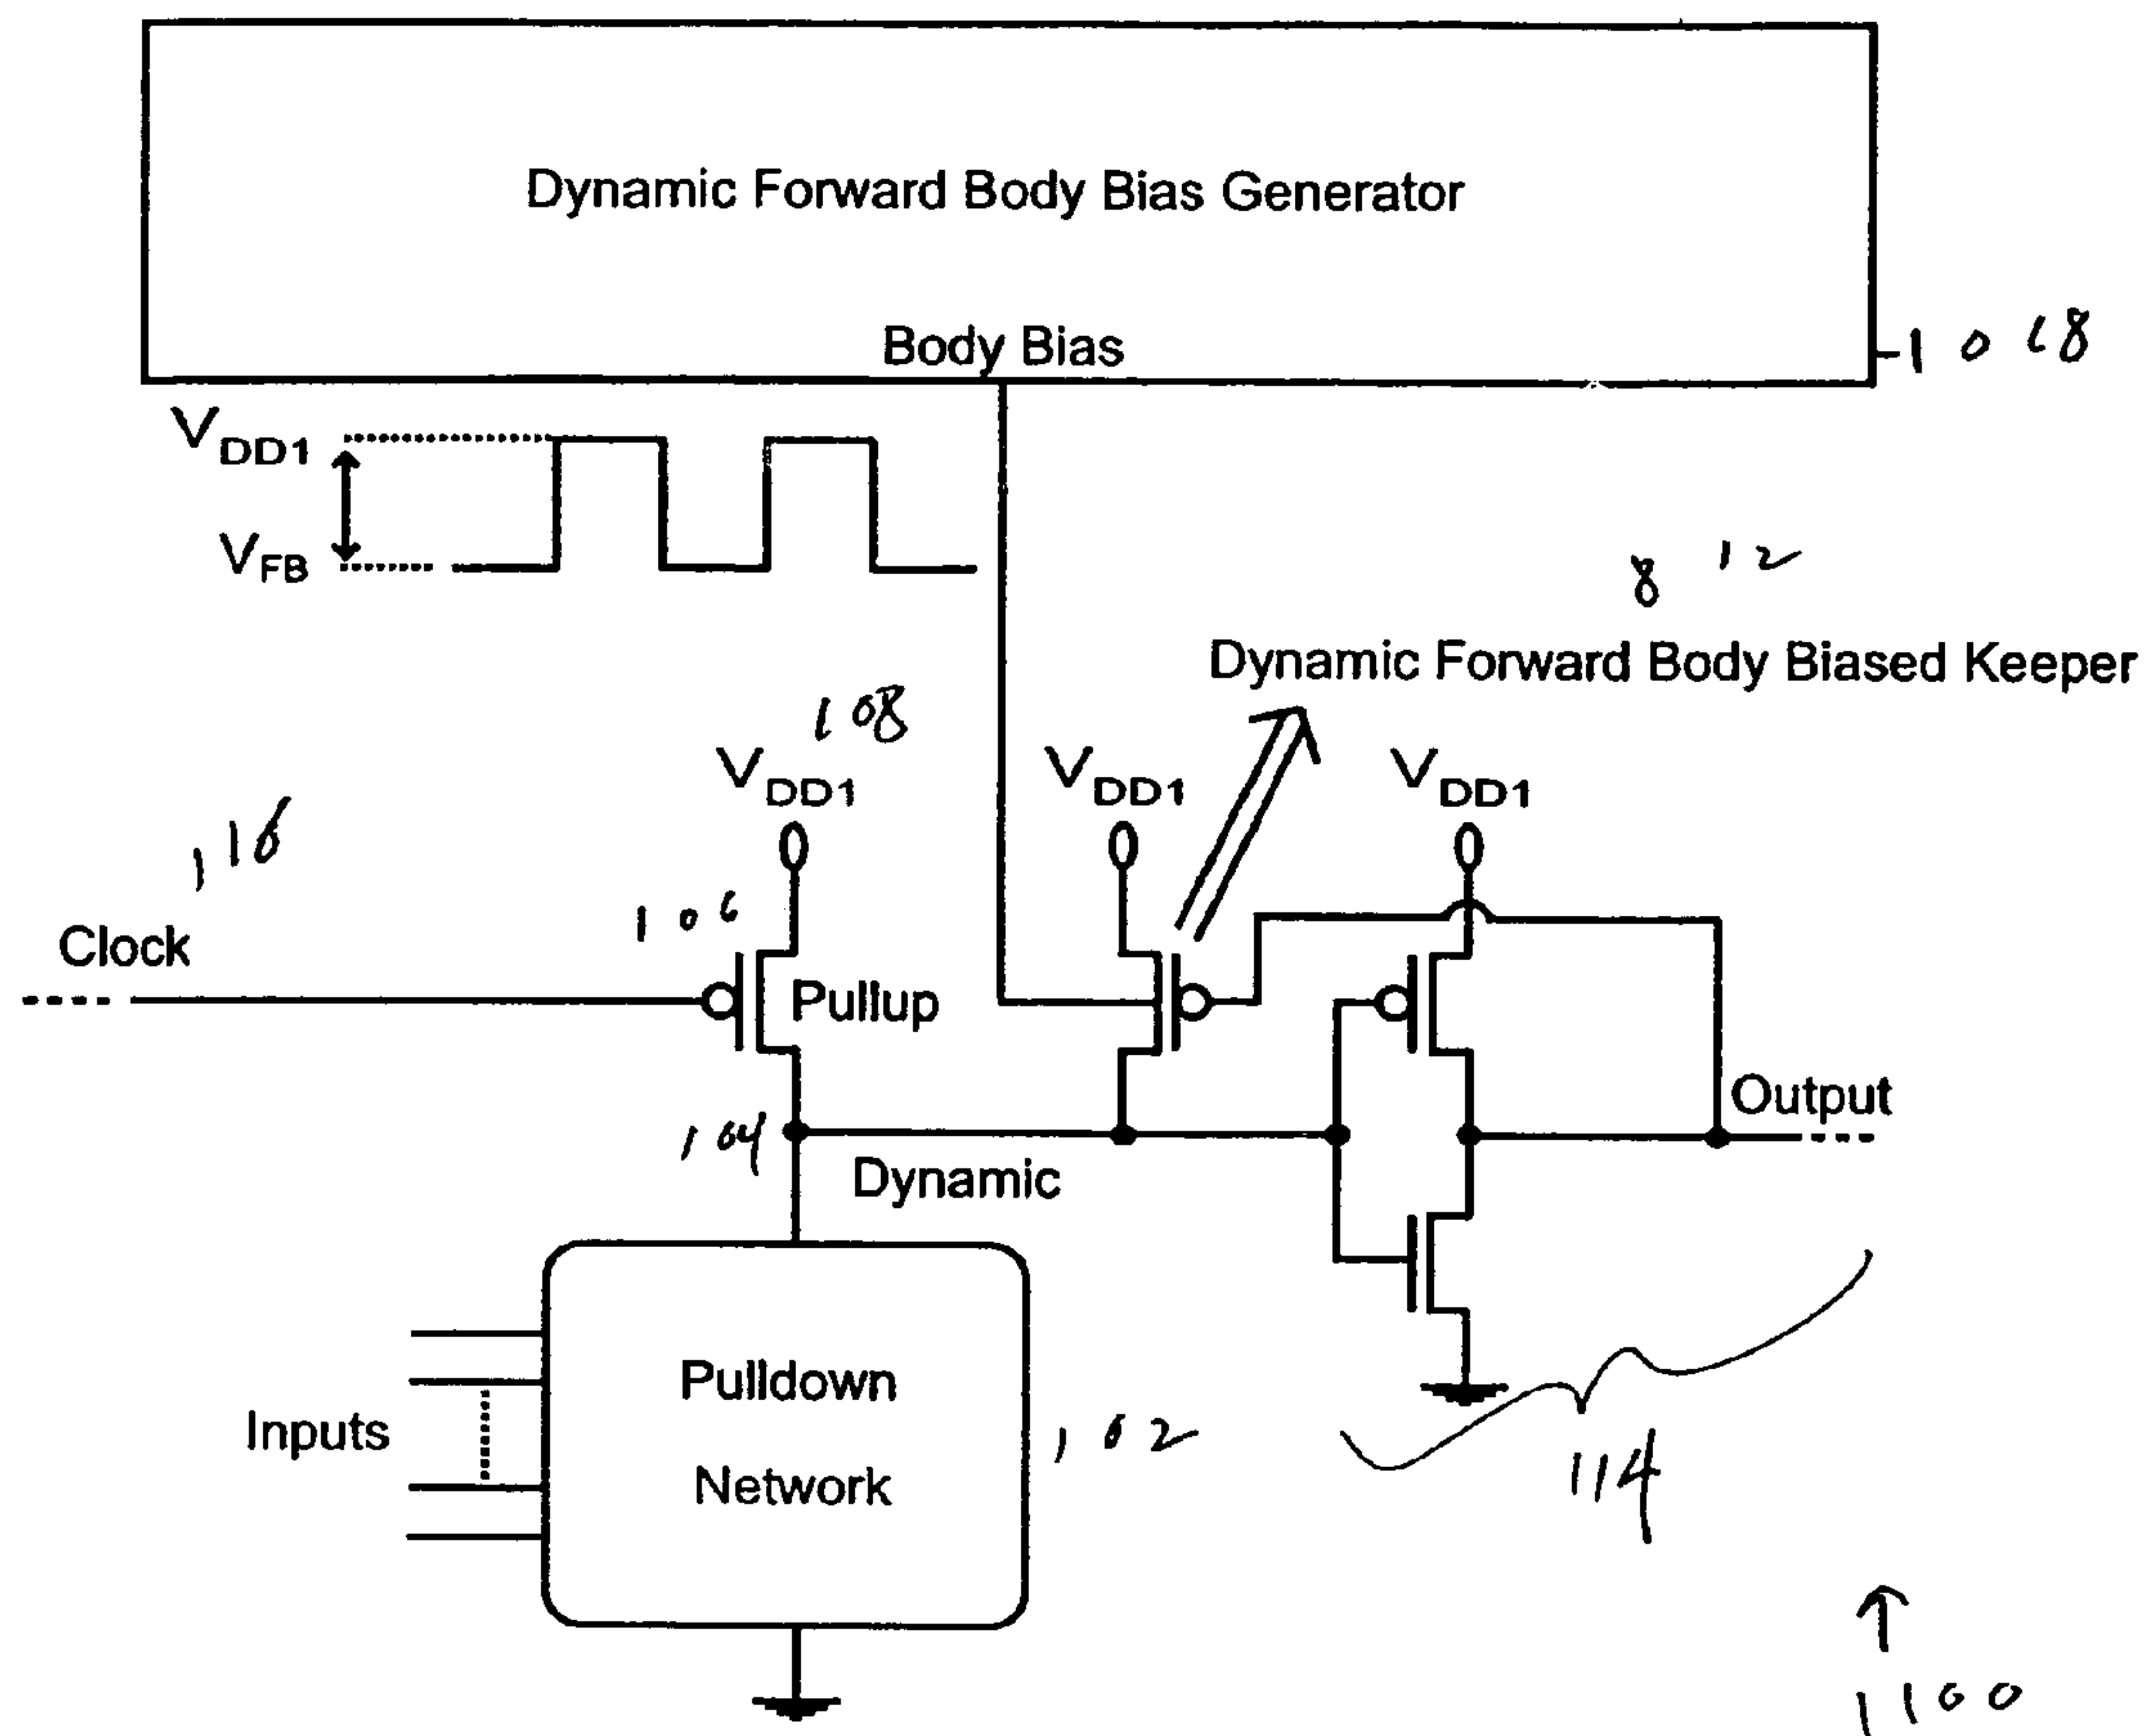 Dynamic Forward Body Bias Generator
Body Bias
1018
VDD1
VFB
812
Dynamic Forward Body Biased Keeper
108
VDD1
VDD1
VDD1
116
106
Clock
Pullup
104
Output
Dynamic
Pulldown
Network
Inputs
102
114
1100